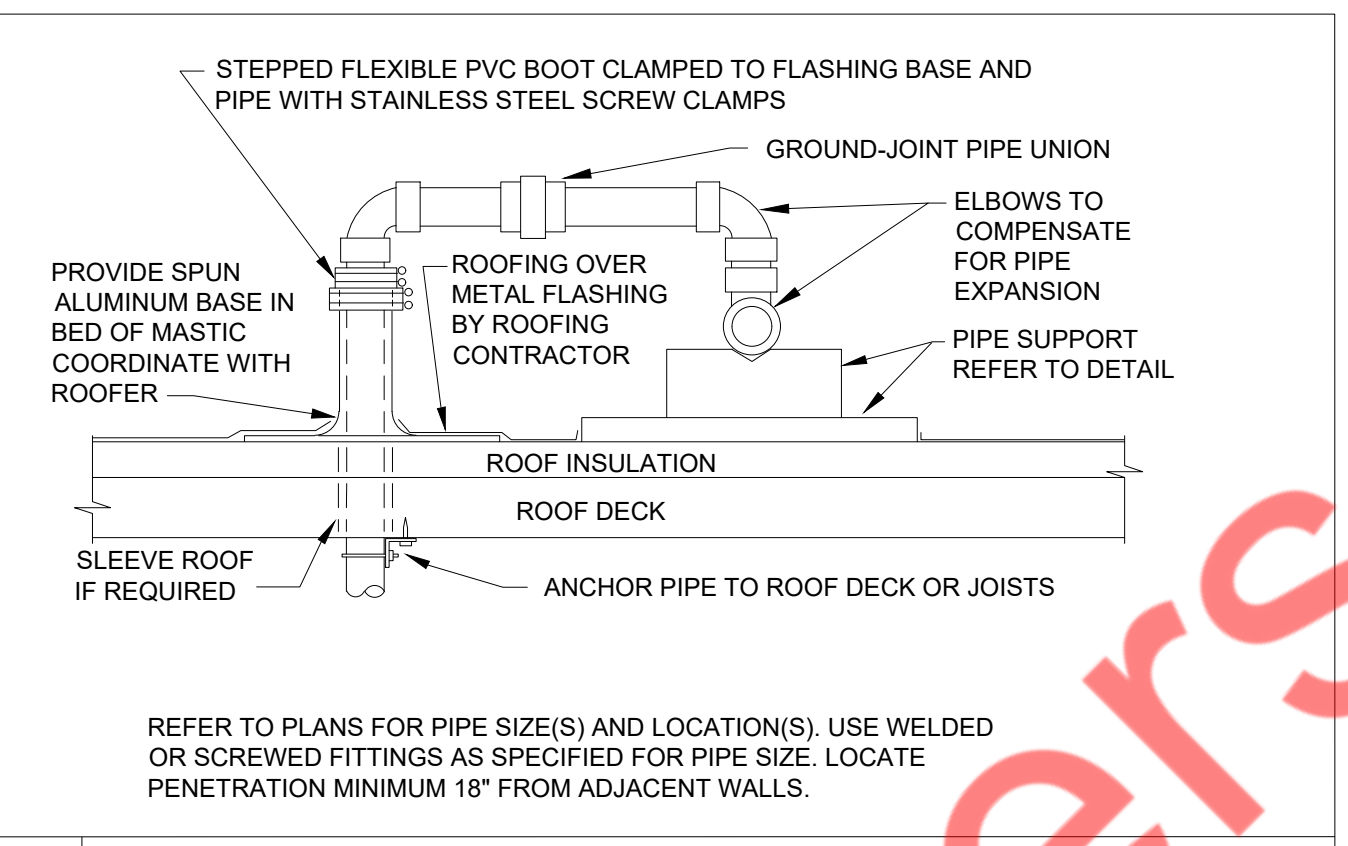 STEPPED FLEXIBLE PVC BOOT CLAMPED TO FLASHING BASE AND
PIPE WITH STAINLESS STEEL SCREW CLAMPS
GROUND-JOINT PIPE UNION
ELBOWS TO
COMPENSATE
FOR PIPE
EXPANSION
PROVIDE SPUN
ALUMINUM BASE IN
BED OF MASTIC
COORDINATE WITH
ROOFER
ROOFING OVER
METAL FLASHING
BY ROOFING
CONTRACTOR
PIPE SUPPORT
REFER TO DETAIL
ROOF INSULATION
ROOF DECK
SLEEVE ROOF
IF REQUIRED
ANCHOR PIPE TO ROOF DECK OR JOISTS
REFER TO PLANS FOR PIPE SIZE(S) AND LOCATION(S). USE WELDED
OR SCREWED FITTINGS AS SPECIFIED FOR PIPE SIZE. LOCATE
PENETRATION MINIMUM 18" FROM ADJACENT WALLS.
ers